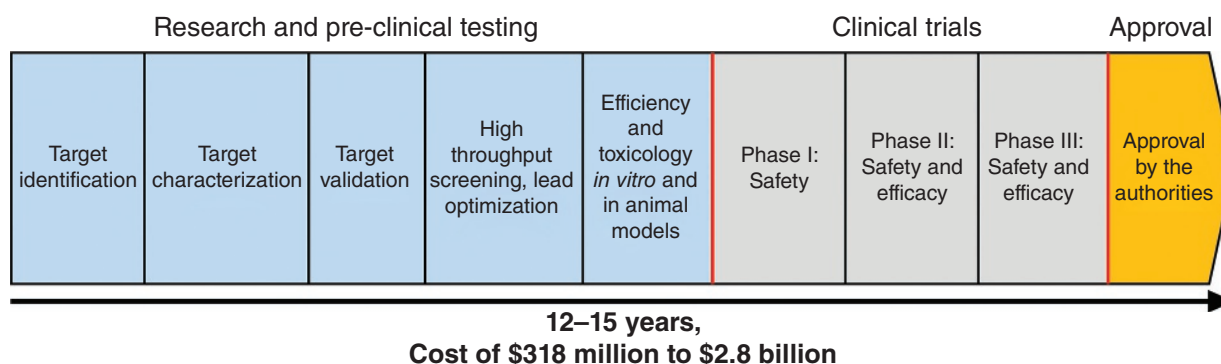 Research and pre-clinical testing
Clinical trials
Approval
Target
identification
Target
characterization
Target
validation
High
throughput
screening, lead
optimization
Efficiency
and
toxicology
in vitro and
in animal
models
Phase I:
Safety
Phase II:
Safety and
efficacy
Phase III:
Safety and
efficacy
Approval
by the
authorities
12–15 years,
Cost of $318 million to $2.8 billion